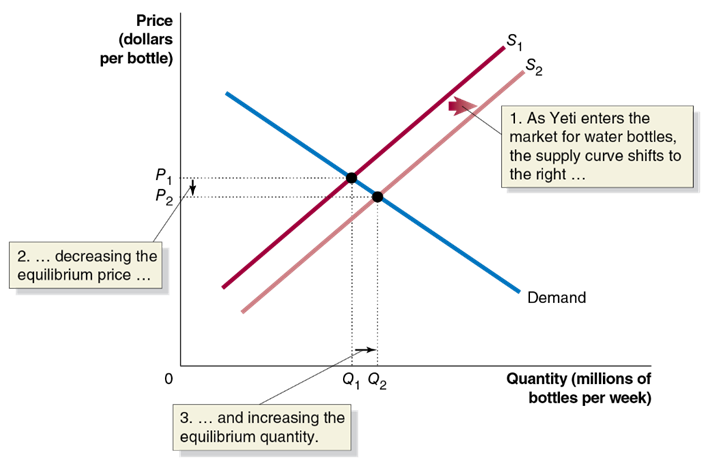 Price
(dollars
per bottle)
S1
S2
1. As Yeti enters the
market for water bottles,
the supply curve shifts to
the right …
P1
P2
2. … decreasing the
equilibrium price …
Demand
0
Q1 Q2
Quantity (millions of
bottles per week)
3. … and increasing the
equilibrium quantity.